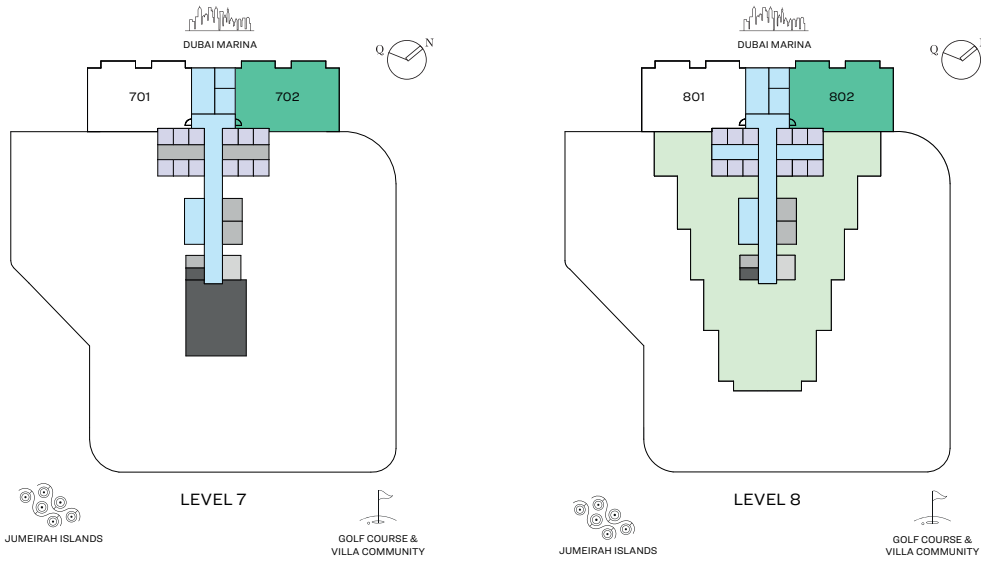 DUBAI MARINA
Q N
701
702
LEVEL 7
JUMEIRAH ISLANDS
GOLF COURSE &
VILLA COMMUNITY
DUBAI MARINA
Q
801
802
LEVEL 8
JUMEIRAH ISLANDS
GOLF COURSE &
VILLA COMMUNITY